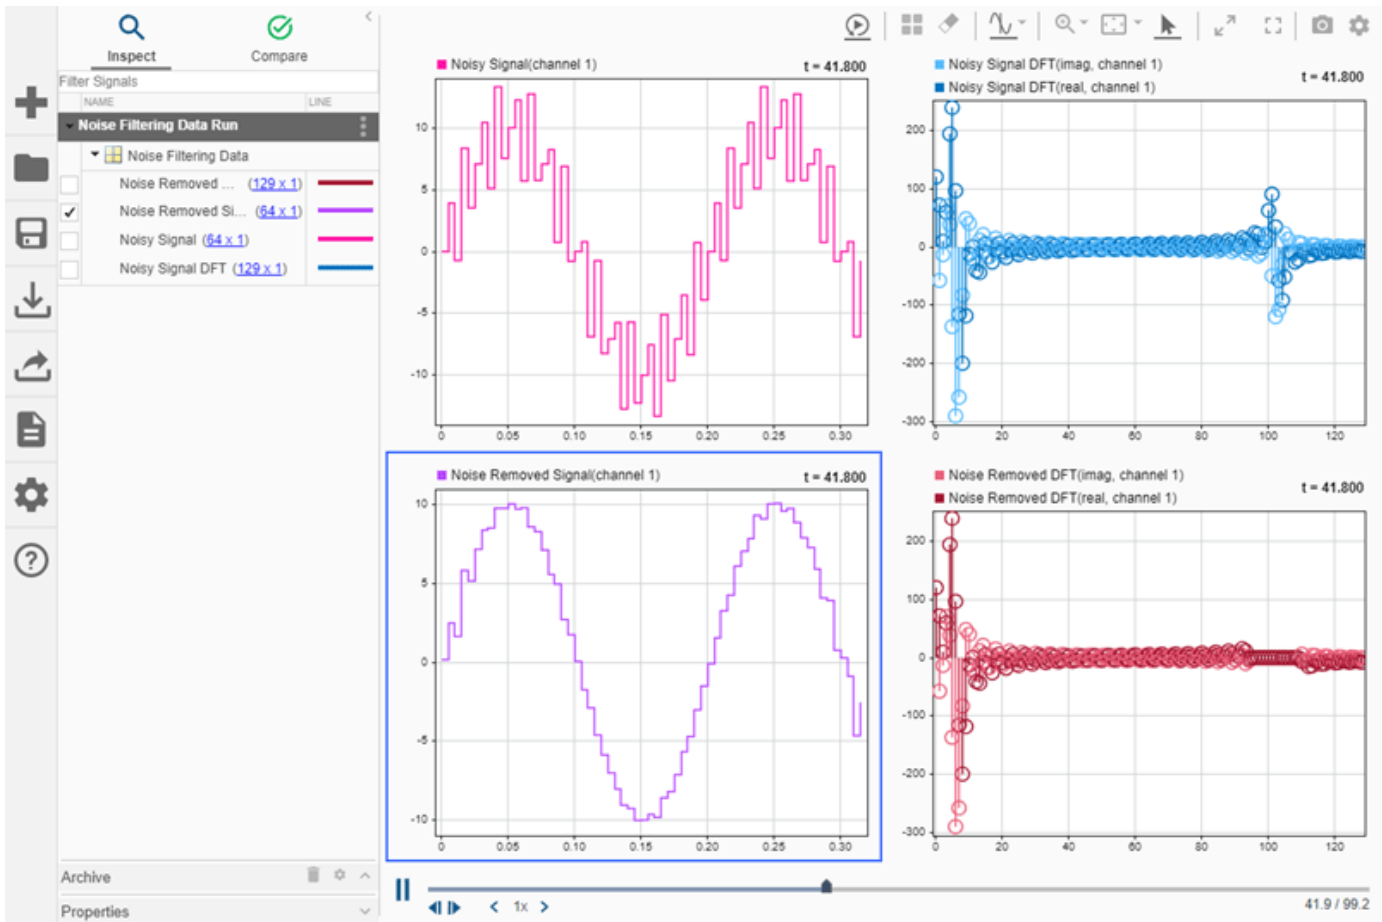 Inspect
Compare
Filter Signals
NAME
LINE
Noise Filtering Data Run
Noise Filtering Data
Noise Removed ... (129 x 1)
Noise Removed Si... (64 x 1)
Noisy Signal (64 x 1)
Noisy Signal DFT (129 x 1)
Archive
Properties
Noisy Signal(channel 1)
t = 41.800
10
5
0
-5
-10
0 0.05 0.10 0.15 0.20 0.25 0.30
Noisy Signal DFT(imag, channel 1)
Noisy Signal DFT(real, channel 1)
t = 41.800
200
100
0
-100
-200
-300
0 20 40 60 80 100 120
Noise Removed Signal(channel 1)
t = 41.800
10
5
0
-5
-10
0 0.05 0.10 0.15 0.20 0.25 0.30
Noise Removed DFT(imag, channel 1)
Noise Removed DFT(real, channel 1)
t = 41.800
200
100
0
-100
-200
-300
0 20 40 60 80 100 120
1x
41.9 / 99.2